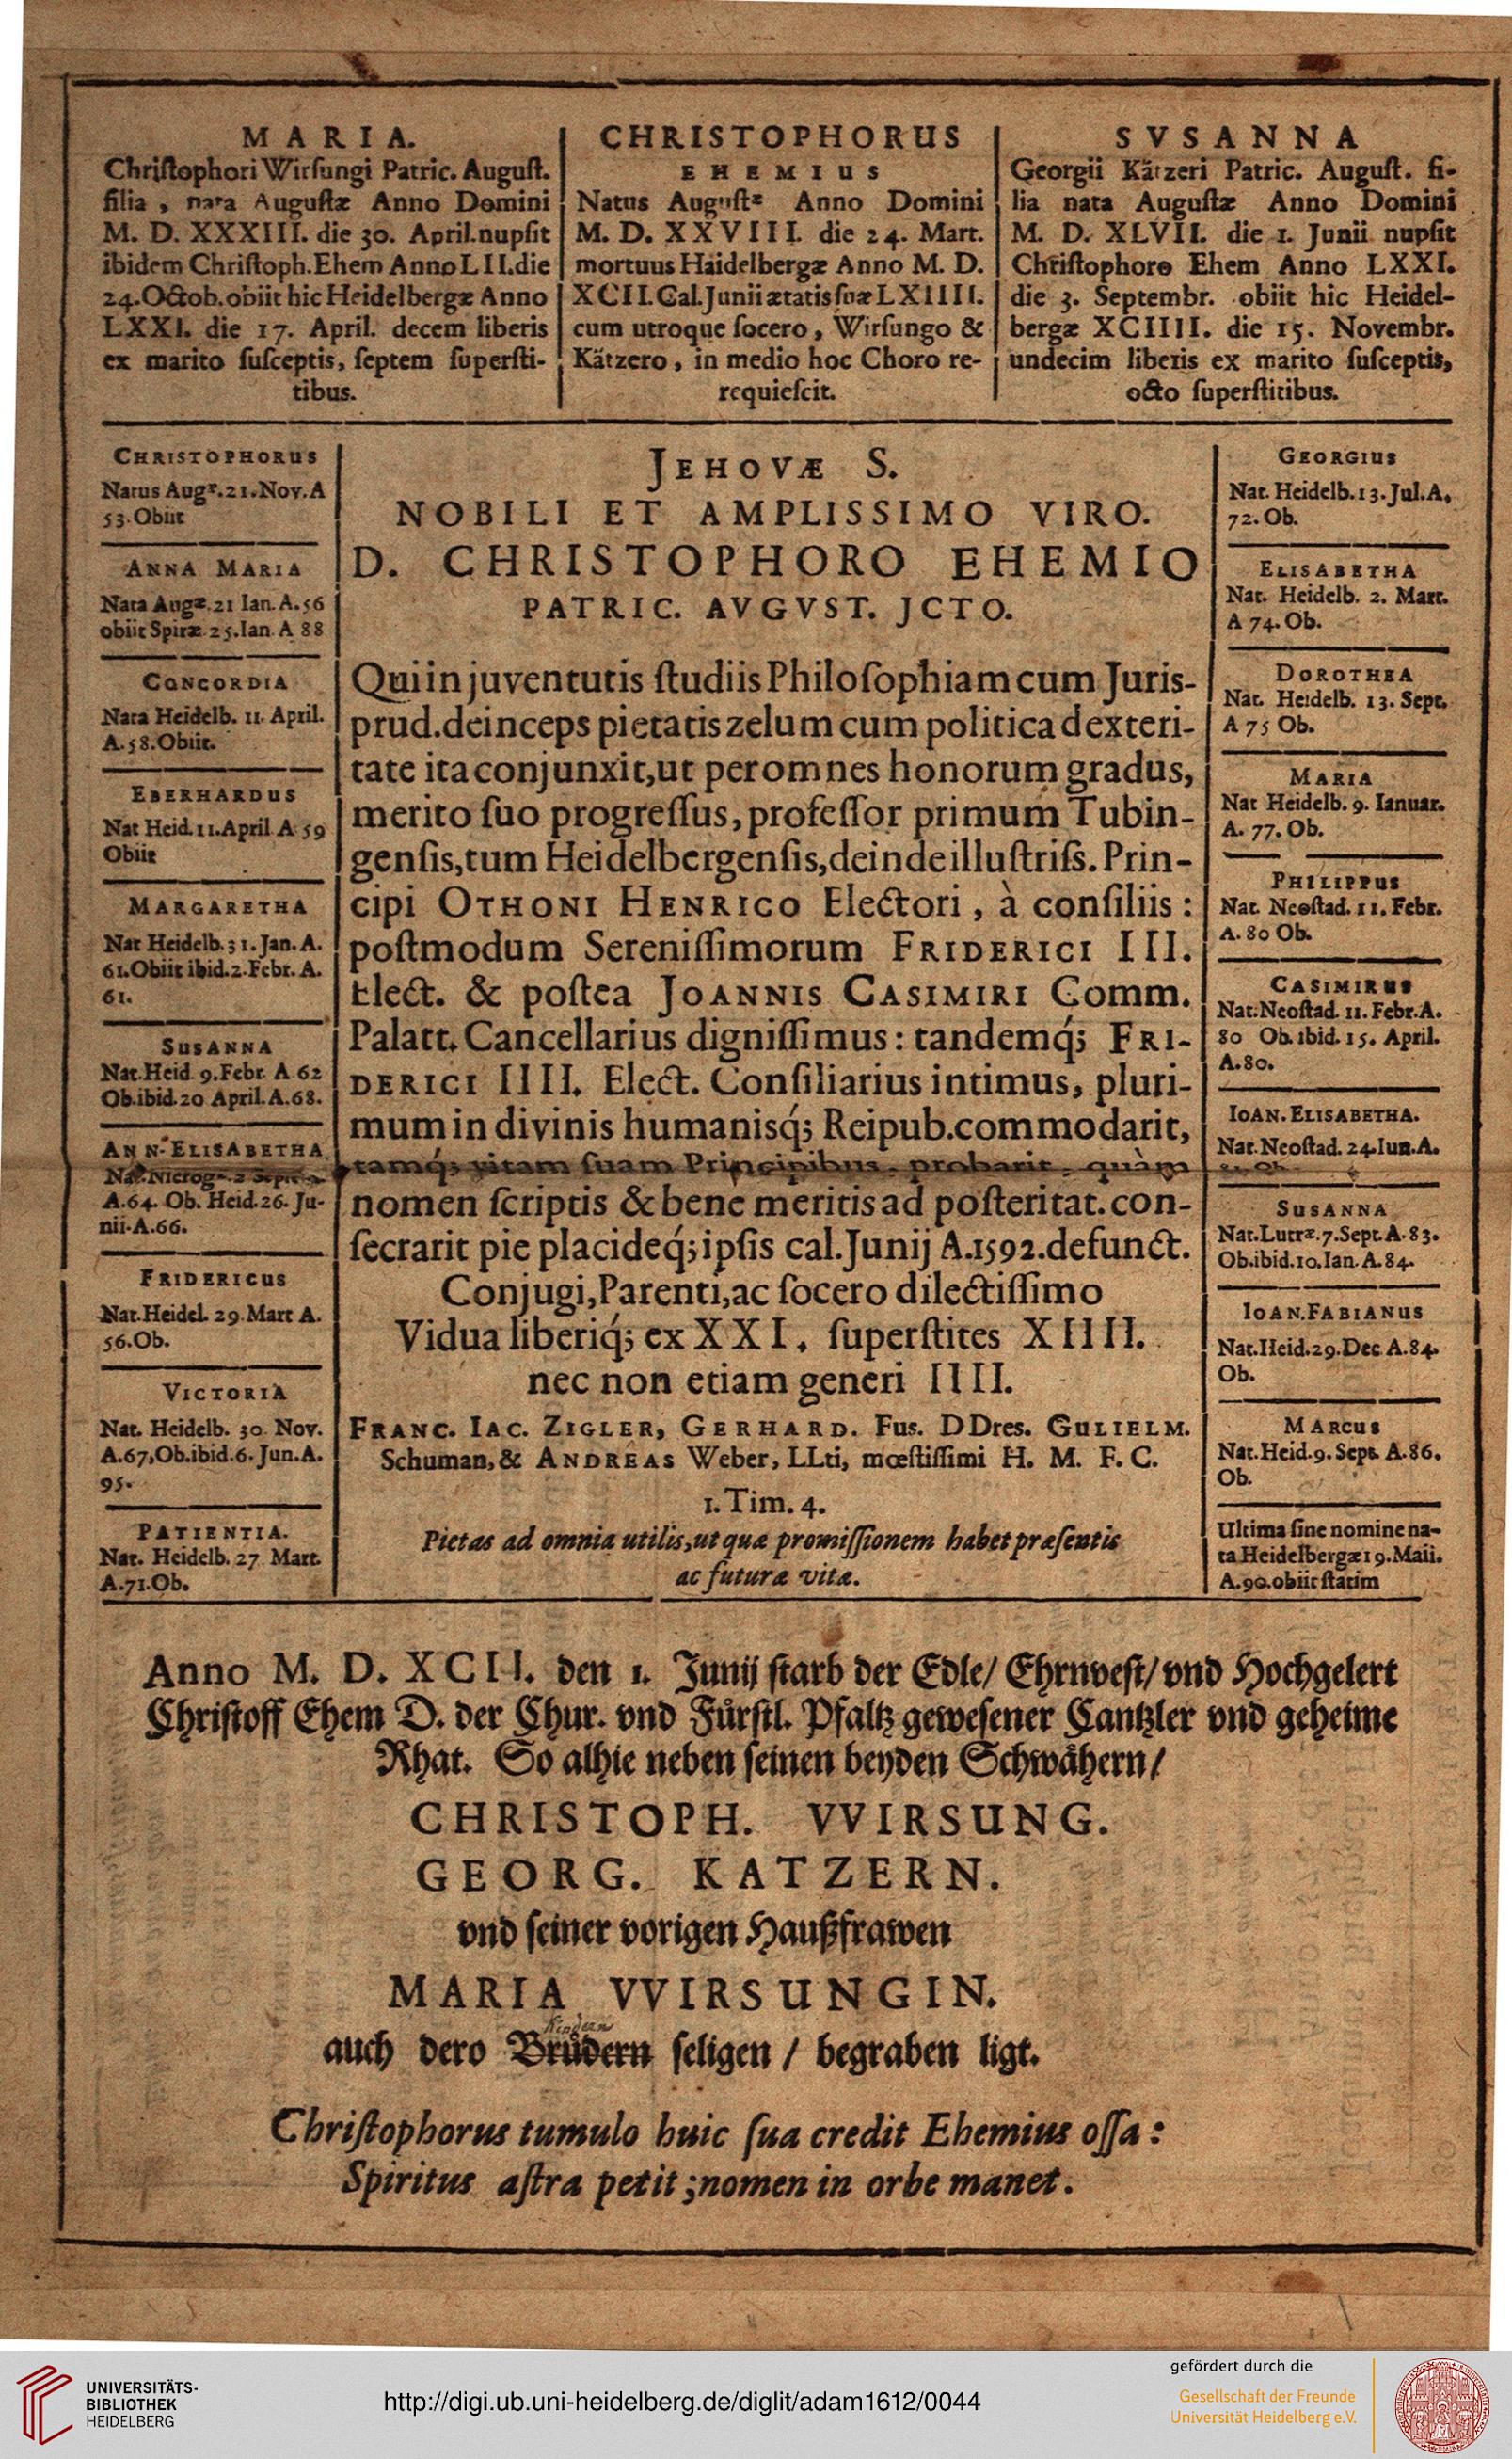 MARIA.
Chriſtophori Wirſungi Patric. Auguſt.
filia, nata Auguſtæ Anno Domini
M. D. XXXIII. die 30. April. nupſit
ibidem Chriſtoph. Ehem Anno LII. die
24. Octob. obiit hic Heidelbergæ Anno
LXXI. die 17. April. decem liberis
ex marito ſuſceptis, ſeptem ſuperſti-
tibus.
CHRISTOPHORUS
EHEMIUS
Natus Auguſtæ Anno Domini
M. D. XXVIII. die 24. Mart.
mortuus Haidelbergæ Anno M. D.
XCII. Cal. Junii ætatis ſuæ LXIIII.
cum utroque ſocero, Wirſungo &
Kätzero, in medio hoc Choro re-
requieſcit.
SVSANNA
Georgii Kätzeri Patric. Auguſt. fi-
lia nata Auguſtæ Anno Domini
M. D. XLVII. die 1. Junii nupſit
Chriſtophoro Ehem Anno LXXI.
die 3. Septembr. obiit hic Heidel-
bergæ XCIIII. die 15. Novembr.
undecim liberis ex marito ſuſceptis,
octo ſuperſtitibus.
CHRISTOPHORUS
Natus Augᵉ. 21. Nov. A
53. Obiit
ANNA MARIA
Nata Augæ. 21 Ian. A. 56
obiit Spiræ. 25. Ian. A 88
CONCORDIA
Nata Heidelb. 11. April.
A. 58. Obiit.
EBERHARDUS
Nat Heid. 11. April A 59
Obiit
MARGARETHA
Nat Heidelb. 31. Jan. A.
61. Obiit ibid. 2. Febr. A.
61.
SUSANNA
Nat. Heid. 9. Febr. A 62
Ob. ibid. 20 April. A. 68.
ANN-ELISABETHA
A. 64. Ob. Heid. 26. Ju-
nii. A. 66.
FRIDERICUS
Nat. Heidel. 29. Mart A.
56. Ob.
VICTORIA
Nat. Heidelb. 30. Nov.
A. 67, Ob. ibid. 6. Jun. A.
95.
PATIENTIA.
Nat. Heidelb. 27. Mart.
A. 71. Ob.
JEHOVÆ S.
NOBILI ET AMPLISSIMO VIRO.
D. CHRISTOPHORO EHEMIO
PATRIC. AVGVST. JCTO.
Qui in juventutis ſtudiis Philoſophiam cum Juris-
prud. deinceps pietatis zelum cum politica dexteri-
tate ita conjunxit, ut per omnes honorum gradus,
merito ſuo progreſſus, profeſſor primum Tubin-
genſis, tum Heidelbergenſis, deinde illuſtriſs. Prin-
cipi OTHONI HENRICO Electori, à conſiliis:
poſtmodum Sereniſſimorum FRIDERICI III.
Elect. & poſtea JOANNIS CASIMIRI Comm.
Palatt. Cancellarius digniſſimus: tandemq́; FRI-
DERICI IIII. Elect. Conſiliarius intimus, pluri-
mum in divinis humanisq́; Reipub. commodarit,
tamq́; vitam ſuam Principibus probarit, quàm
nomen ſcriptis & bene meritis ad poſteritat. con-
ſecrarit pie placideq́; ipſis cal. Junij A. 1592. defunct.
Conjugi, Parenti, ac ſocero dilectiſſimo
Vidua liberiq́; ex XXI. ſuperſtites XIIII.
nec non etiam generi IIII.
FRANC. IAC. ZIGLER, GERHARD. Fus. DDres. GULIELM.
Schuman, & ANDREAS Weber, LLti, mœſtiſſimi H. M. F. C.
1. Tim. 4.
Pietas ad omnia utilis, ut quæ promiſſionem habet præſentis
ac futuræ vitæ.
GEORGIUS
Nat. Heidelb. 13. Jul. A.
72. Ob.
ELISABETHA
Nat. Heidelb. 2. Mart.
A 74. Ob.
DOROTHEA
Nat. Heidelb. 13. Sept.
A 75 Ob.
MARIA
Nat Heidelb. 9. Ianuar.
A. 77. Ob.
PHILIPPUS
Nat. Neoſtad. 11. Febr.
A. 80 Ob.
CASIMIRUS
Nat. Neoſtad. 11. Febr. A.
80 Ob. ibid. 15. April.
A. 80.
IOAN. ELISABETHA.
Nat. Neoſtad. 24. Iun. A.
SUSANNA
Nat. Lutræ. 7. Sept. A. 83.
Ob. ibid. 10. Ian. A. 84.
IOAN. FABIANUS
Nat. Heid. 29. Dec A. 84.
Ob.
MARCUS
Nat. Heid. 9. Sept. A. 86.
Ob.
Ultima ſine nomine na-
ta Heidelbergæ 19. Maii.
A. 90. obiit ſtatim
Anno M. D. XCII. den 1. Junij ſtarb der Edle/ Ehrnveſt/ vnd Hochgelert
Chriſtoff Ehem D. der Chur. vnd Fürſtl. Pfaltz geweſener Cantzler vnd geheime
Rhat. So alhie neben ſeinen beyden Schwähern/
CHRISTOPH. VVIRSUNG.
GEORG. KATZERN.
vnd ſeiner vorigen Haußfrawen
MARIA VVIRSUNGIN.
Kindern
auch dero Brüdern ſeligen / begraben ligt.
Chriſtophorus tumulo huic ſua credit Ehemius oſſa:
Spiritus aſtra petit; nomen in orbe manet.
UNIVERSITÄTS-
BIBLIOTHEK
HEIDELBERG
http://digi.ub.uni-heidelberg.de/diglit/adam1612/0044
gefördert durch die
Gesellschaft der Freunde
Universität Heidelberg e.V.